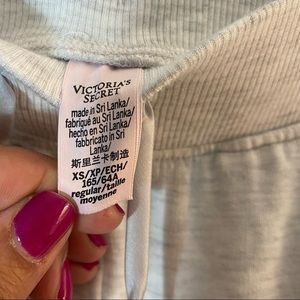 VICTORIA'S
SECRET
made in Sri Lanka/
fabriqué au Sri Lanka/
hecho en Sri Lanka/
fabbricato in Sri
Lanka/
斯里兰卡制造
XS/XP/ECH/
165/64A
regular/taille
moyenne